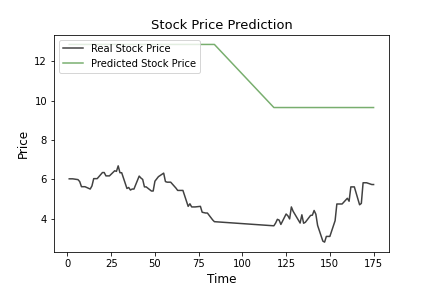 Stock Price Prediction
Real Stock Price
Predicted Stock Price
Price
12
10
8
6
4
0 25 50 75 100 125 150 175
Time